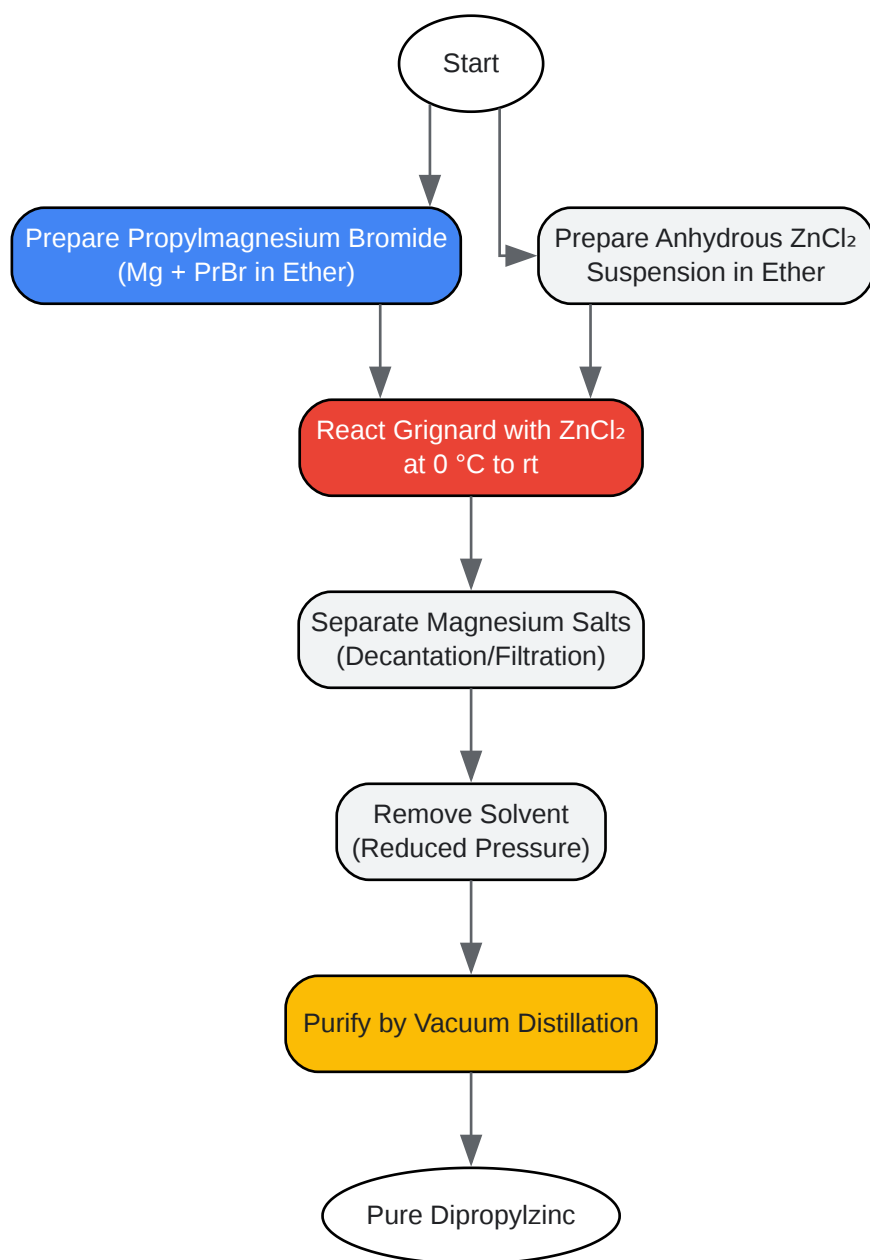 Start
Prepare Propylmagnesium Bromide
(Mg + PrBr in Ether)
Prepare Anhydrous ZnCl₂
Suspension in Ether
React Grignard with ZnCl₂
at 0 °C to rt
Separate Magnesium Salts
(Decantation/Filtration)
Remove Solvent
(Reduced Pressure)
Purify by Vacuum Distillation
Pure Dipropylzinc